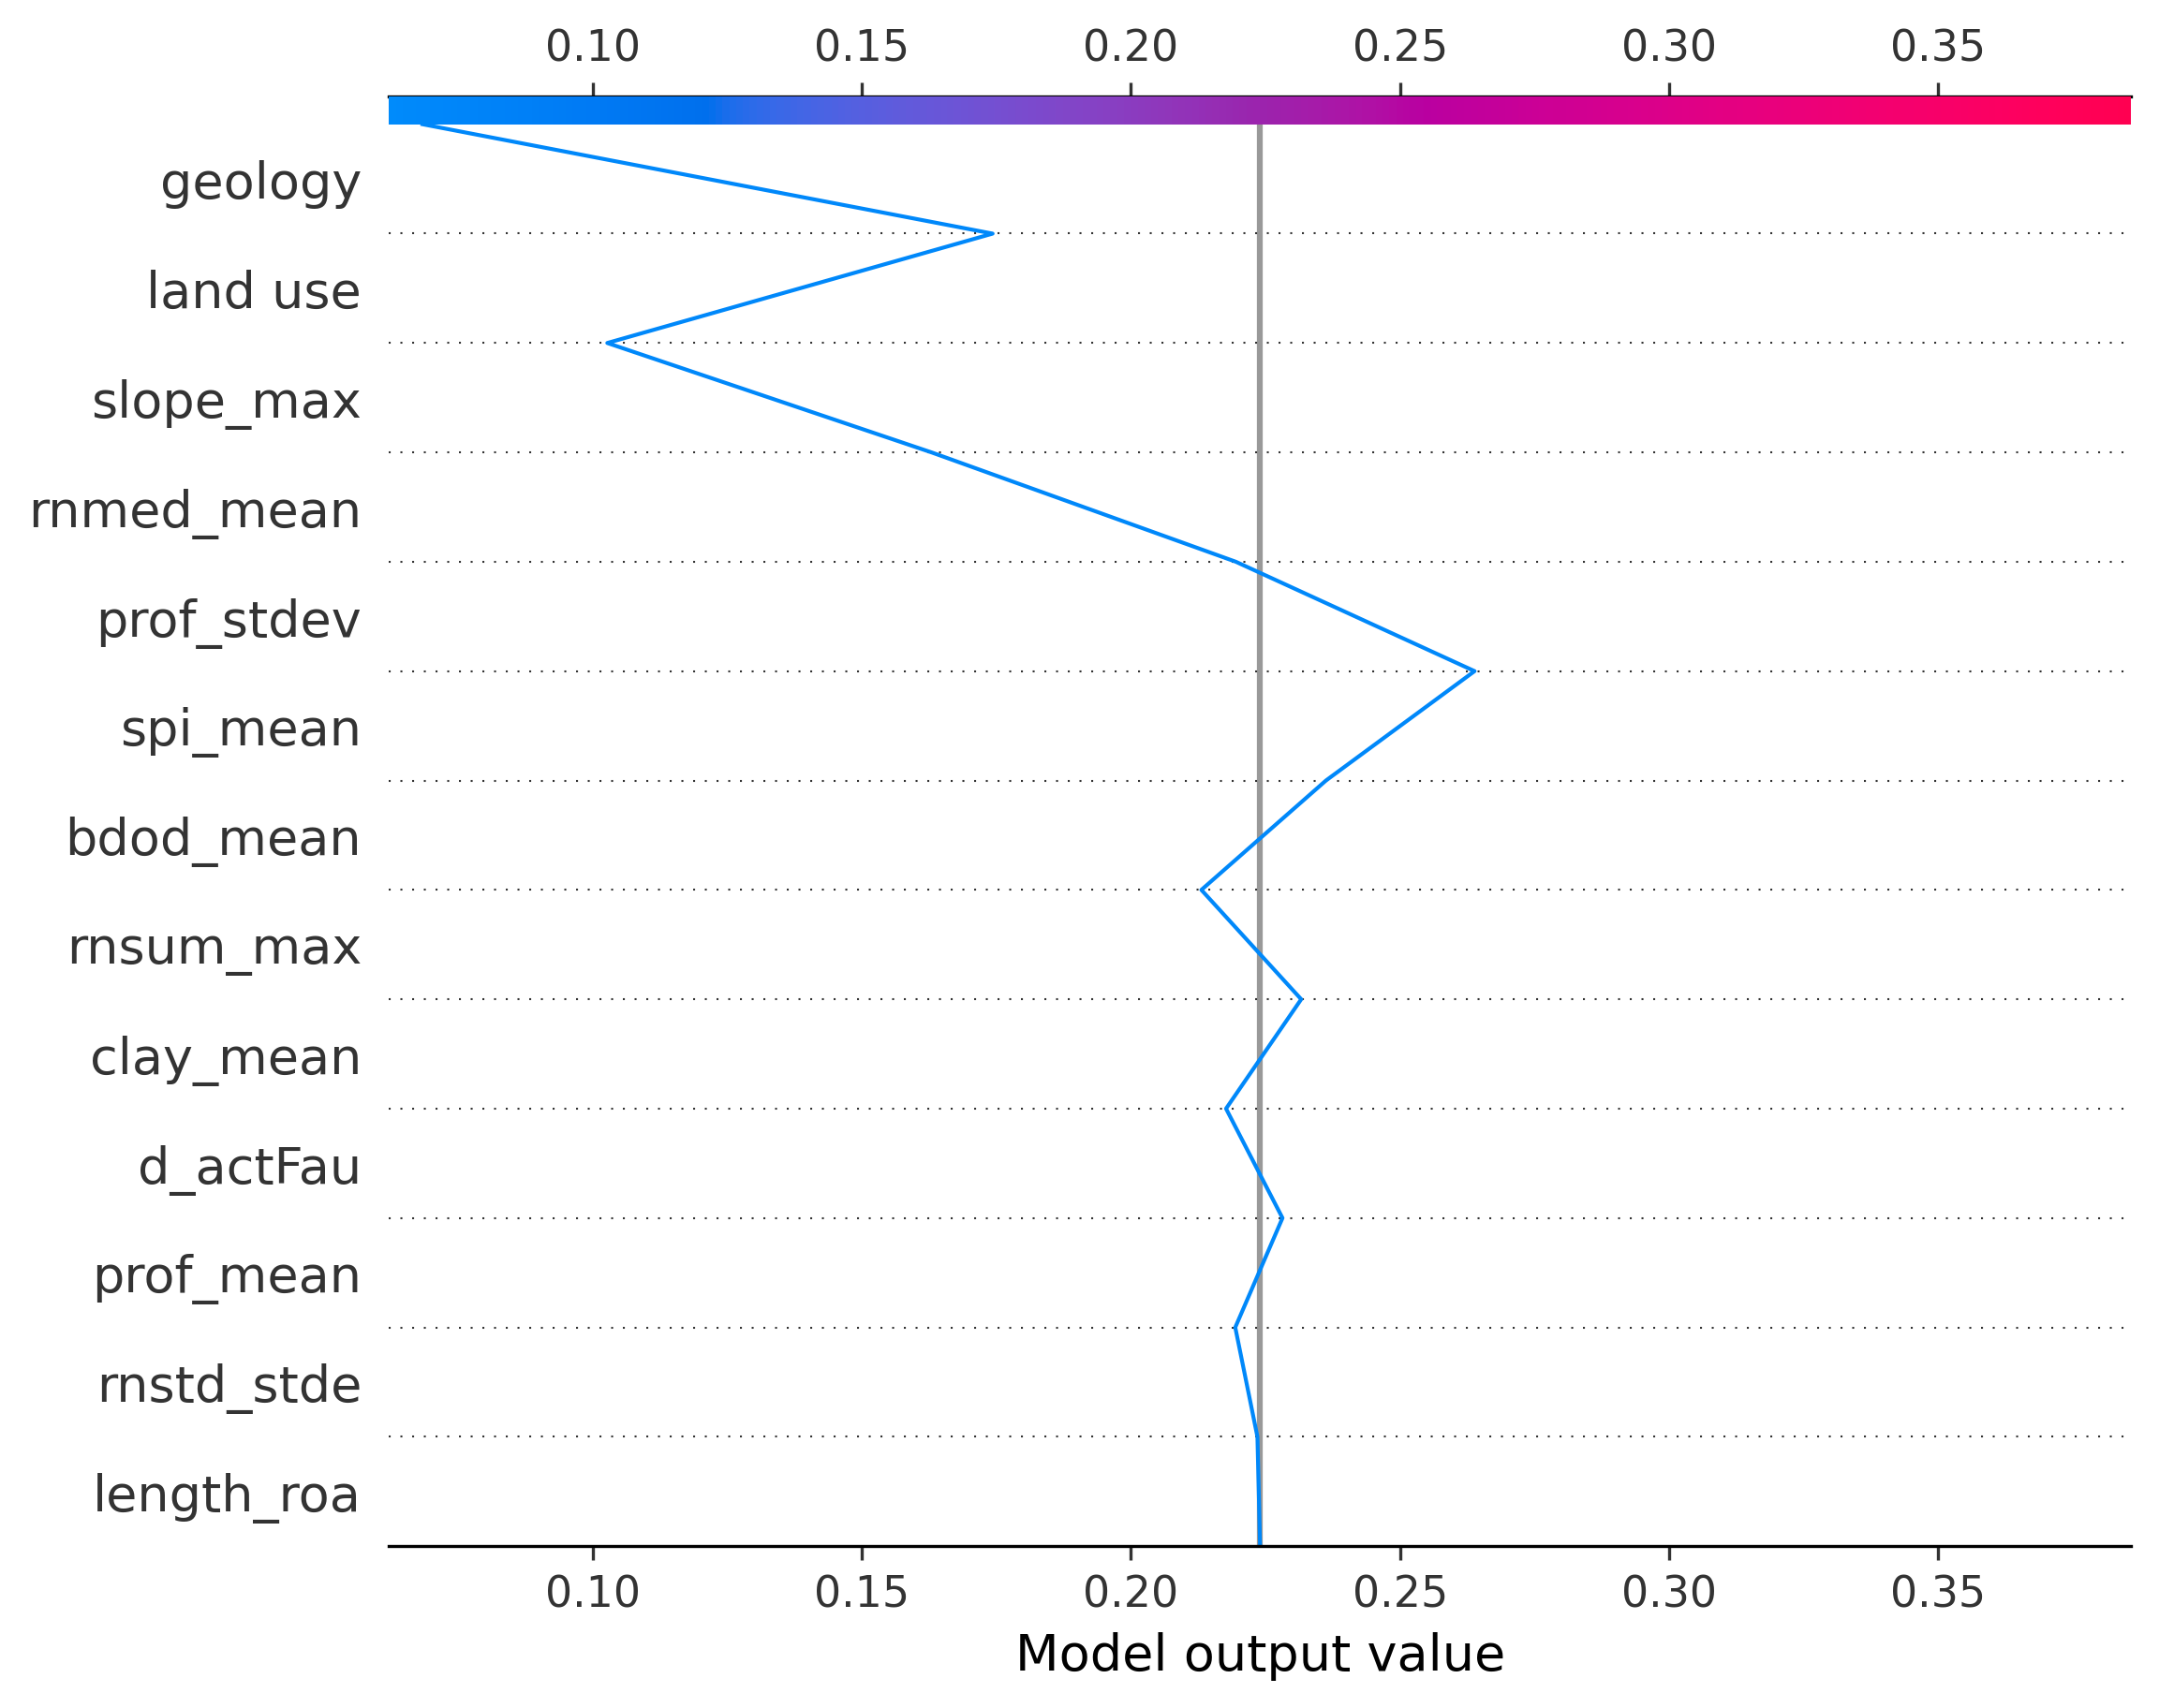 0.10 0.15 0.20 0.25 0.30 0.35
geology
land use
slope_max
rnmed_mean
prof_stdev
spi_mean
bdod_mean
rnsum_max
clay_mean
d_actFau
prof_mean
rnstd_stde
length_roa
0.10 0.15 0.20 0.25 0.30 0.35
Model output value